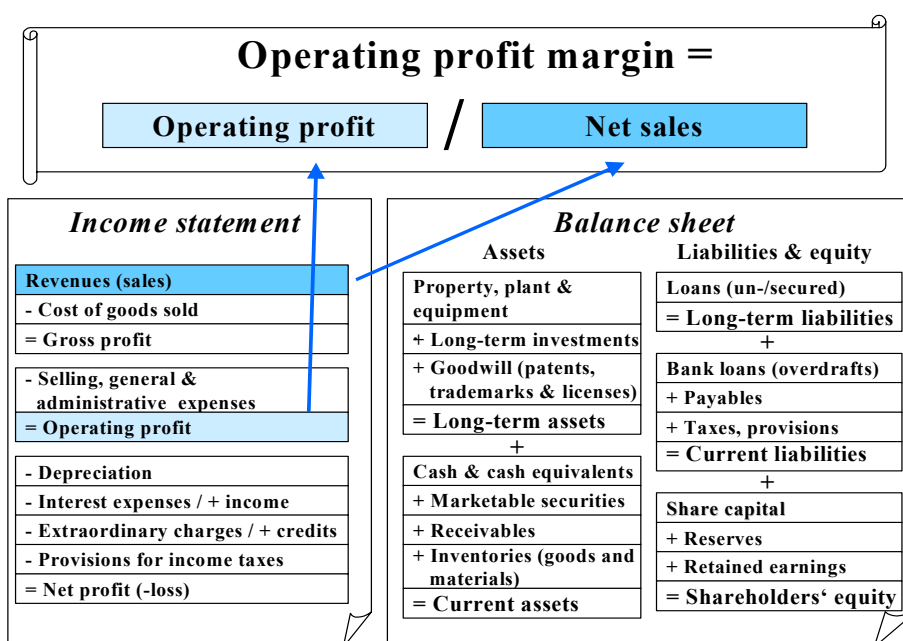 Operating profit margin =
Operating profit / Net sales
Income statement
Revenues (sales)
- Cost of goods sold
= Gross profit
- Selling, general &
administrative expenses
= Operating profit
- Depreciation
- Interest expenses / + income
- Extraordinary charges / + credits
- Provisions for income taxes
= Net profit (-loss)
Balance sheet
Assets
Property, plant &
equipment
+ Long-term investments
+ Goodwill (patents,
trademarks & licenses)
= Long-term assets
+
Cash & cash equivalents
+ Marketable securities
+ Receivables
+ Inventories (goods and
materials)
= Current assets
Liabilities & equity
Loans (un-/secured)
= Long-term liabilities
+
Bank loans (overdrafts)
+ Payables
+ Taxes, provisions
= Current liabilities
+
Share capital
+ Reserves
+ Retained earnings
= Shareholders‘ equity